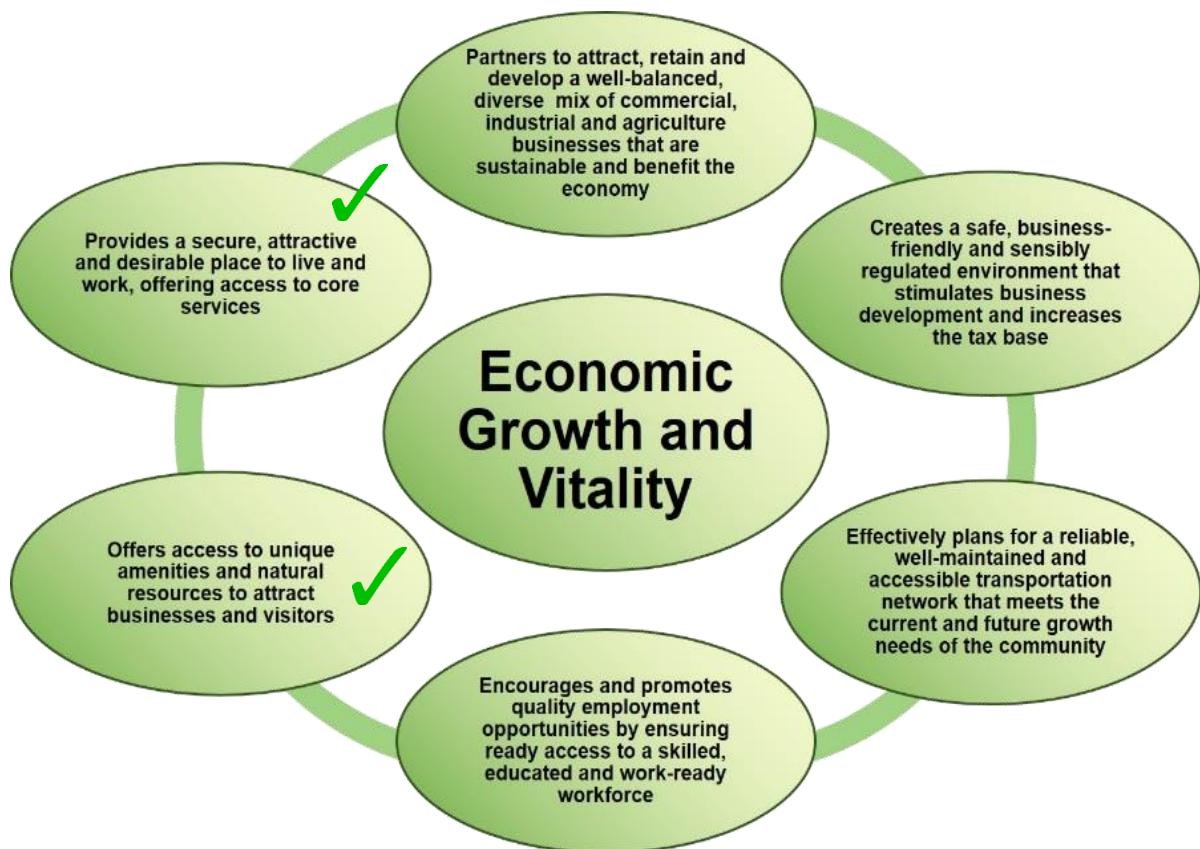 Partners to attract, retain and
develop a well-balanced,
diverse mix of commercial,
industrial and agriculture
businesses that are
sustainable and benefit the
economy
Provides a secure, attractive
and desirable place to live and
work, offering access to core
services
Creates a safe, business-
friendly and sensibly
regulated environment that
stimulates business
development and increases
the tax base
Economic
Growth and
Vitality
Offers access to unique
amenities and natural
resources to attract
businesses and visitors
Effectively plans for a reliable,
well-maintained and
accessible transportation
network that meets the
current and future growth
needs of the community
Encourages and promotes
quality employment
opportunities by ensuring
ready access to a skilled,
educated and work-ready
workforce